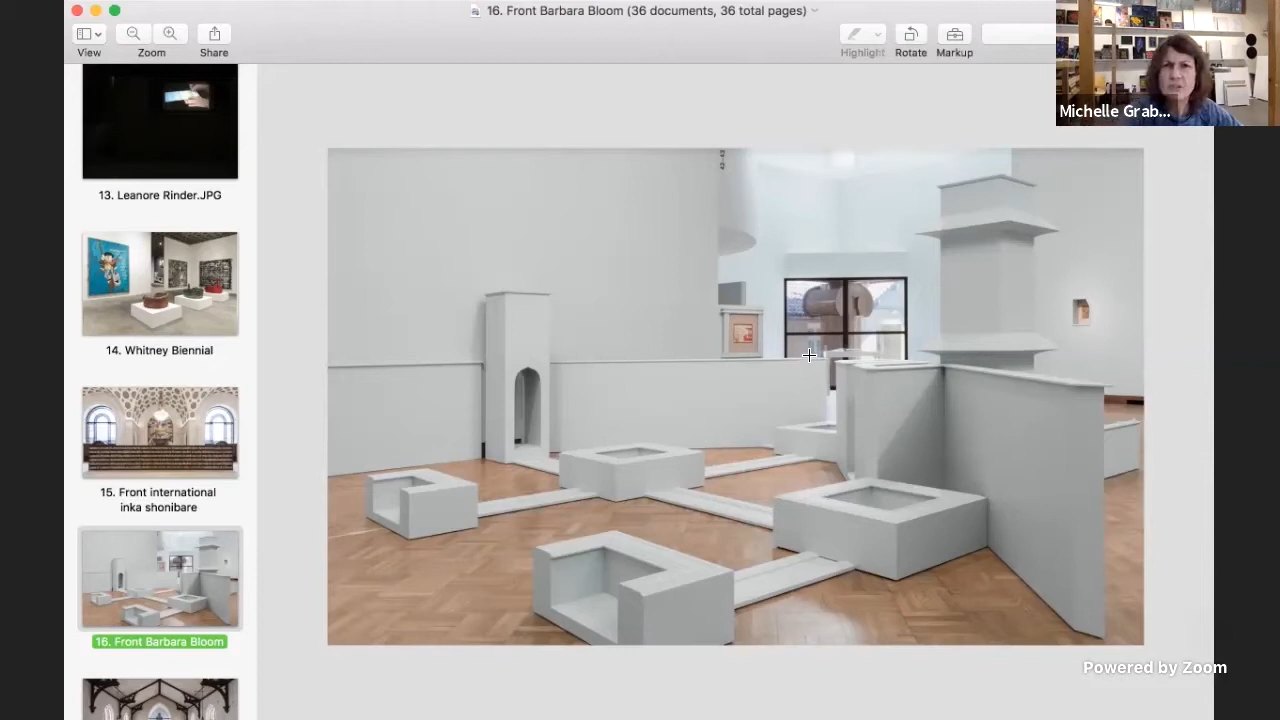 16. Front Barbara Bloom (36 documents, 36 total pages)
View
Zoom
Share
Highlight
Rotate
Markup
Michelle Grab...
13. Leanore Rinder.JPG
14. Whitney Biennial
15. Front international
inka shonibare
16. Front Barbara Bloom
Powered by Zoom